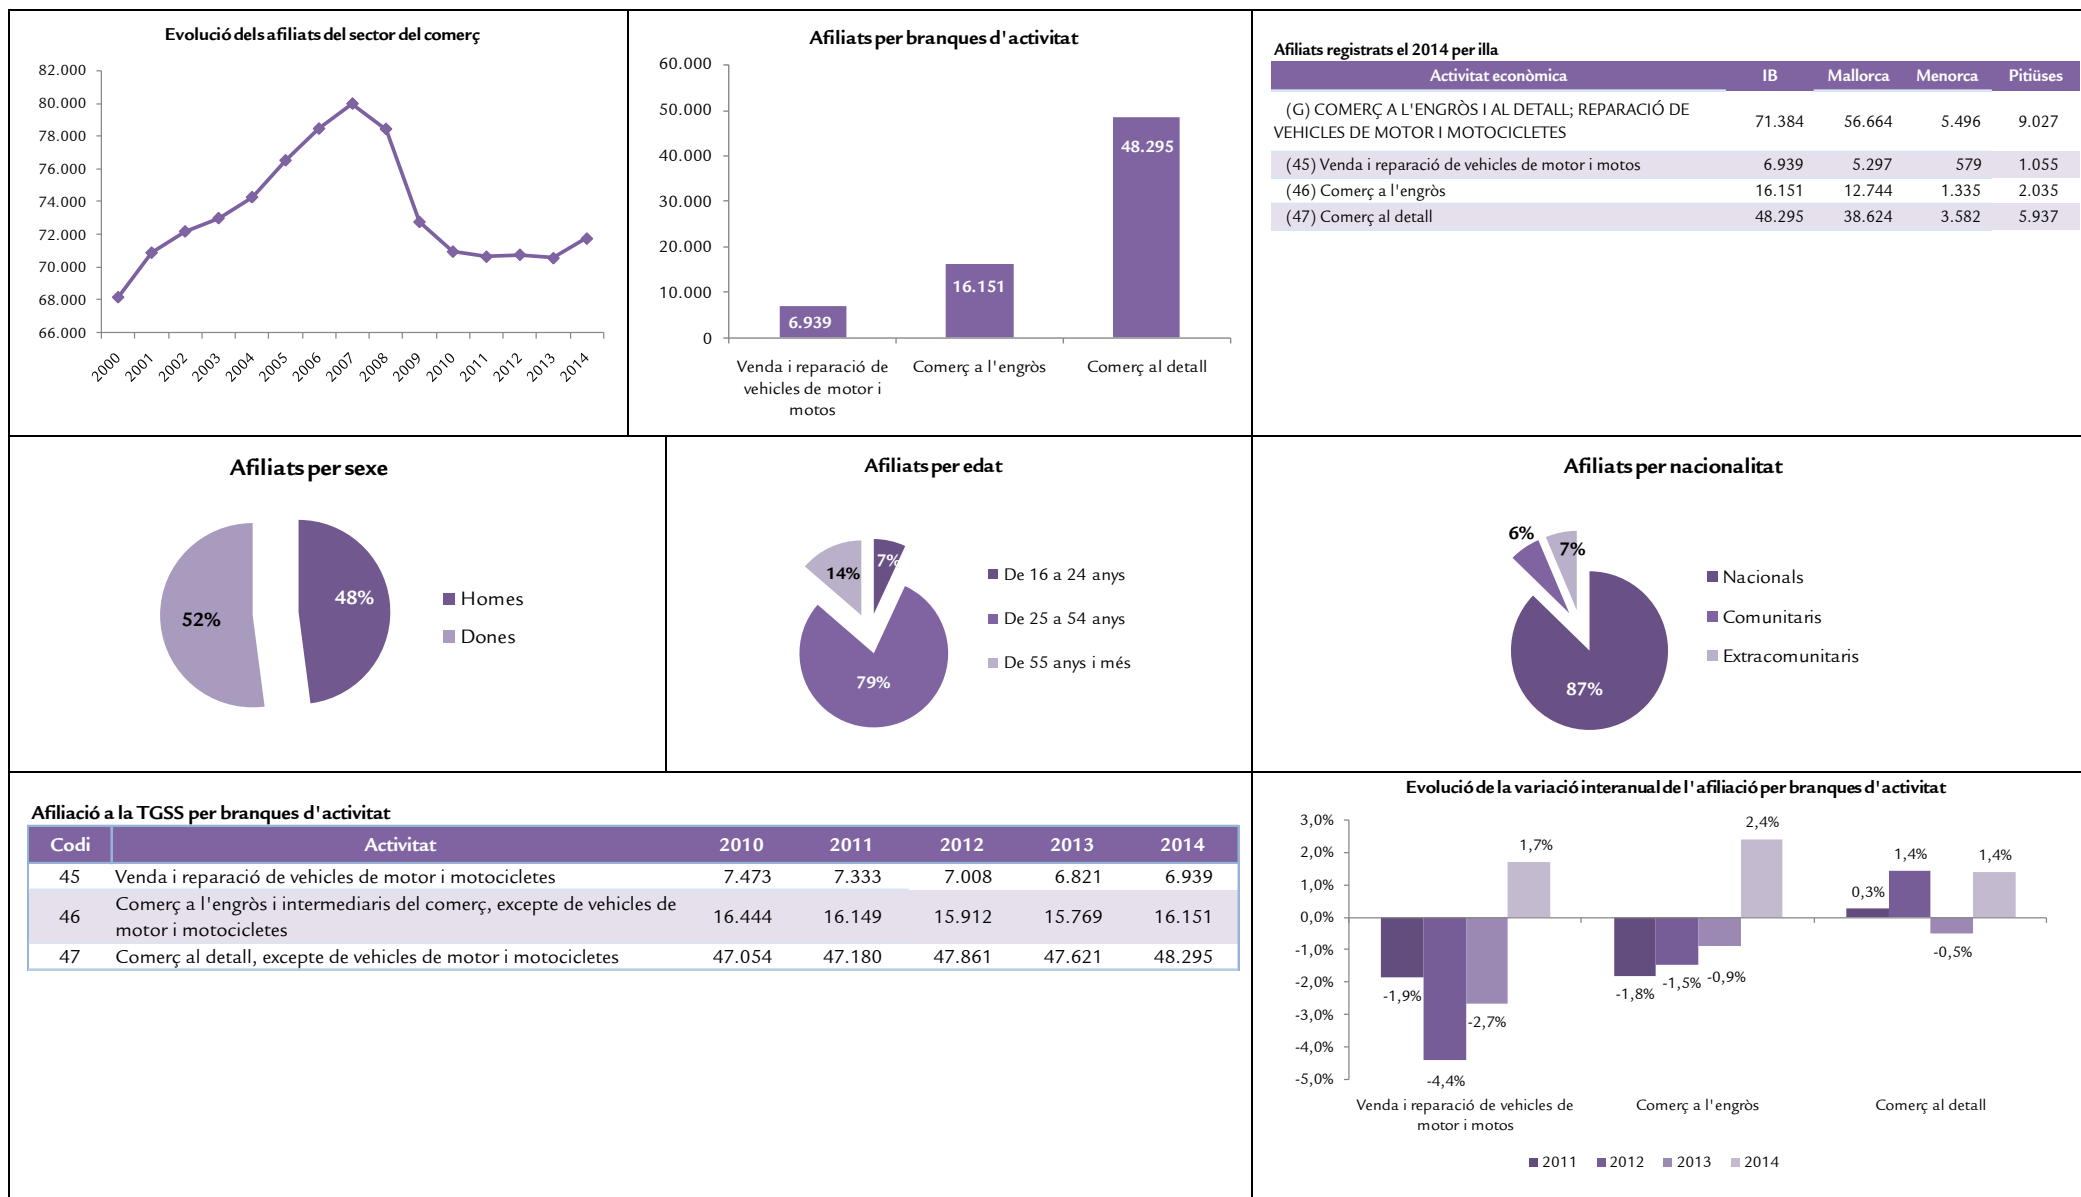 Evolució dels afiliats del sector del comerç
82.000
80.000
78.000
76.000
74.000
72.000
70.000
68.000
66.000
2000 2001 2002 2003 2004 2005 2006 2007 2008 2009 2010 2011 2012 2013 2014
Afiliats per branques d'activitat
60.000
50.000
40.000
30.000
20.000
10.000
0
6.939
16.151
48.295
Venda i reparació de
vehicles de motor i
motos
Comerç a l'engròs
Comerç al detall
Afiliats registrats el 2014 per illa
Activitat econòmica IB Mallorca Menorca Pitiüses
(G) COMERÇ A L'ENGRÒS I AL DETALL; REPARACIÓ DE
VEHICLES DE MOTOR I MOTOCICLETES 71.384 56.664 5.496 9.027
(45) Venda i reparació de vehicles de motor i motos 6.939 5.297 579 1.055
(46) Comerç a l'engròs 16.151 12.744 1.335 2.035
(47) Comerç al detall 48.295 38.624 3.582 5.937
Afiliats per sexe
52%
48%
Homes
Dones
Afiliats per edat
14%
7%
79%
De 16 a 24 anys
De 25 a 54 anys
De 55 anys i més
Afiliats per nacionalitat
6%
7%
87%
Nacionals
Comunitaris
Extracomunitaris
Afiliació a la TGSS per branques d'activitat
Codi Activitat 2010 2011 2012 2013 2014
45 Venda i reparació de vehicles de motor i motocicletes 7.473 7.333 7.008 6.821 6.939
46 Comerç a l'engròs i intermediaris del comerç, excepte de vehicles de
motor i motocicletes 16.444 16.149 15.912 15.769 16.151
47 Comerç al detall, excepte de vehicles de motor i motocicletes 47.054 47.180 47.861 47.621 48.295
Evolució de la variació interanual de l'afiliació per branques d'activitat
3,0%
2,0%
1,0%
0,0%
-1,0%
-2,0%
-3,0%
-4,0%
-5,0%
-1,9%
-4,4%
-2,7%
1,7%
-1,8%
-1,5%
-0,9%
2,4%
0,3%
1,4%
-0,5%
1,4%
Venda i reparació de vehicles de
motor i motos
Comerç a l'engròs
Comerç al detall
2011 2012 2013 2014